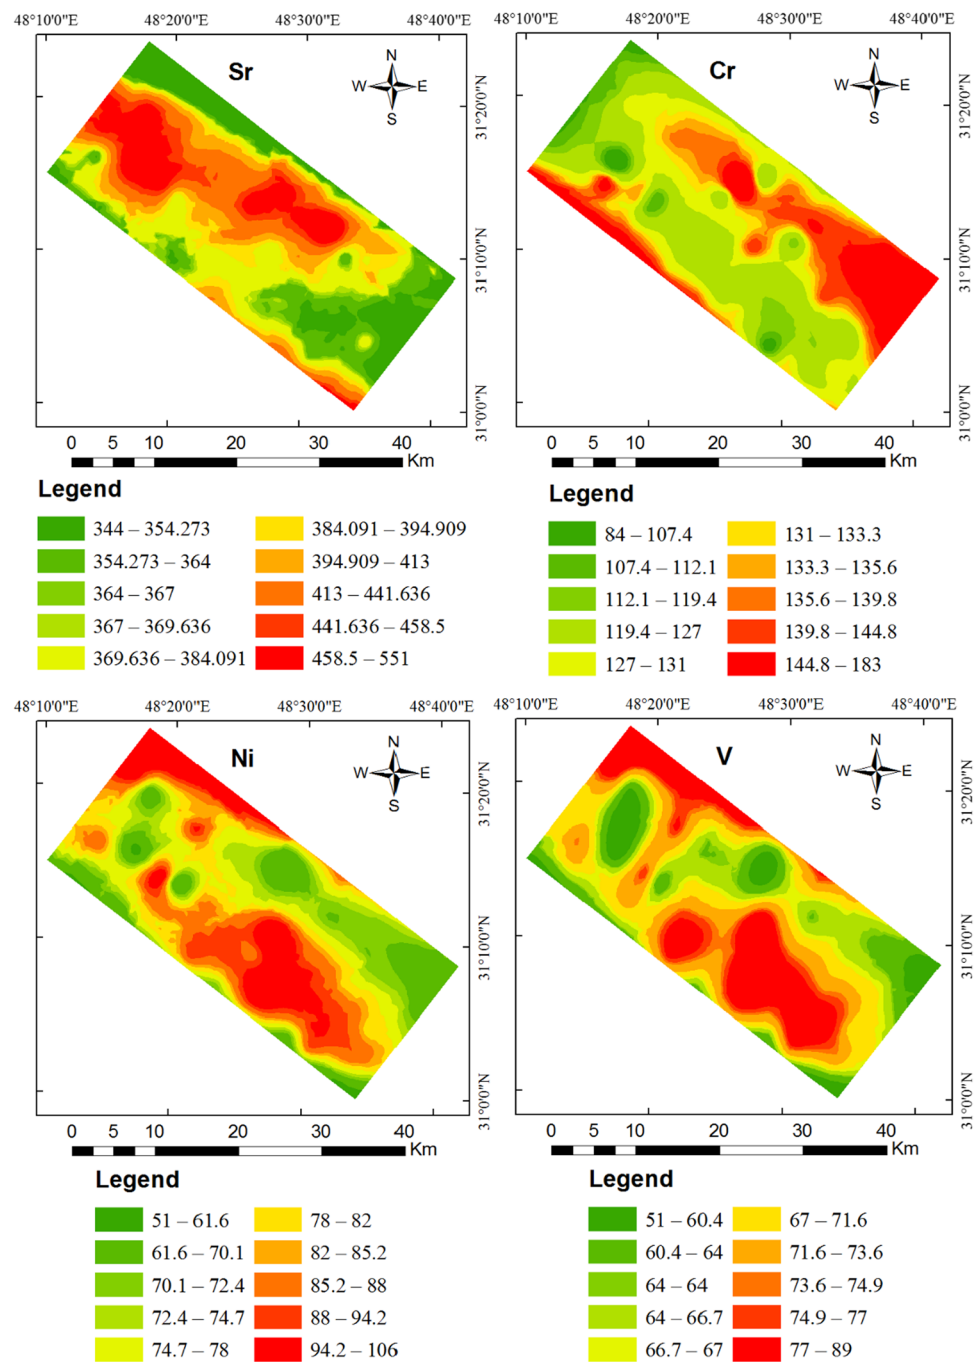 48°10'0"E 48°20'0"E 48°30'0"E 48°40'0"E
48°10'0"E 48°20'0"E 48°30'0"E 48°40'0"E
Sr
N
W E
S
31°20'0"N
31°10'0"N
31°0'0"N
Cr
N
W E
S
31°20'0"N
31°10'0"N
31°0'0"N
0 5 10 20 30 40
Km
0 5 10 20 30 40
Km
Legend
344 – 354.273
354.273 – 364
364 – 367
367 – 369.636
369.636 – 384.091
384.091 – 394.909
394.909 – 413
413 – 441.636
441.636 – 458.5
458.5 – 551
Legend
84 – 107.4
107.4 – 112.1
112.1 – 119.4
119.4 – 127
127 – 131
131 – 133.3
133.3 – 135.6
135.6 – 139.8
139.8 – 144.8
144.8 – 183
48°10'0"E 48°20'0"E 48°30'0"E 48°40'0"E
48°10'0"E 48°20'0"E 48°30'0"E 48°40'0"E
Ni
N
W E
S
31°20'0"N
31°10'0"N
31°0'0"N
V
N
W E
S
31°20'0"N
31°10'0"N
31°0'0"N
0 5 10 20 30 40
Km
0 5 10 20 30 40
Km
Legend
51 – 61.6
61.6 – 70.1
70.1 – 72.4
72.4 – 74.7
74.7 – 78
78 – 82
82 – 85.2
85.2 – 88
88 – 94.2
94.2 – 106
Legend
51 – 60.4
60.4 – 64
64 – 64
64 – 66.7
66.7 – 67
67 – 71.6
71.6 – 73.6
73.6 – 74.9
74.9 – 77
77 – 89